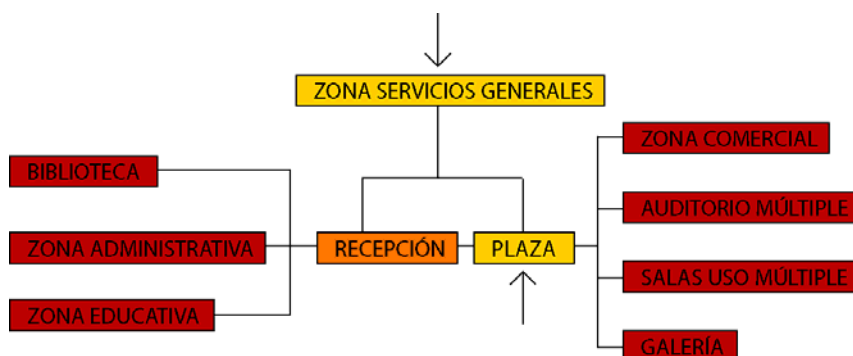 ZONA SERVICIOS GENERALES
BIBLIOTECA
ZONA ADMINISTRATIVA
ZONA EDUCATIVA
RECEPCIÓN
PLAZA
ZONA COMERCIAL
AUDITORIO MÚLTIPLE
SALAS USO MÚLTIPLE
GALERÍA